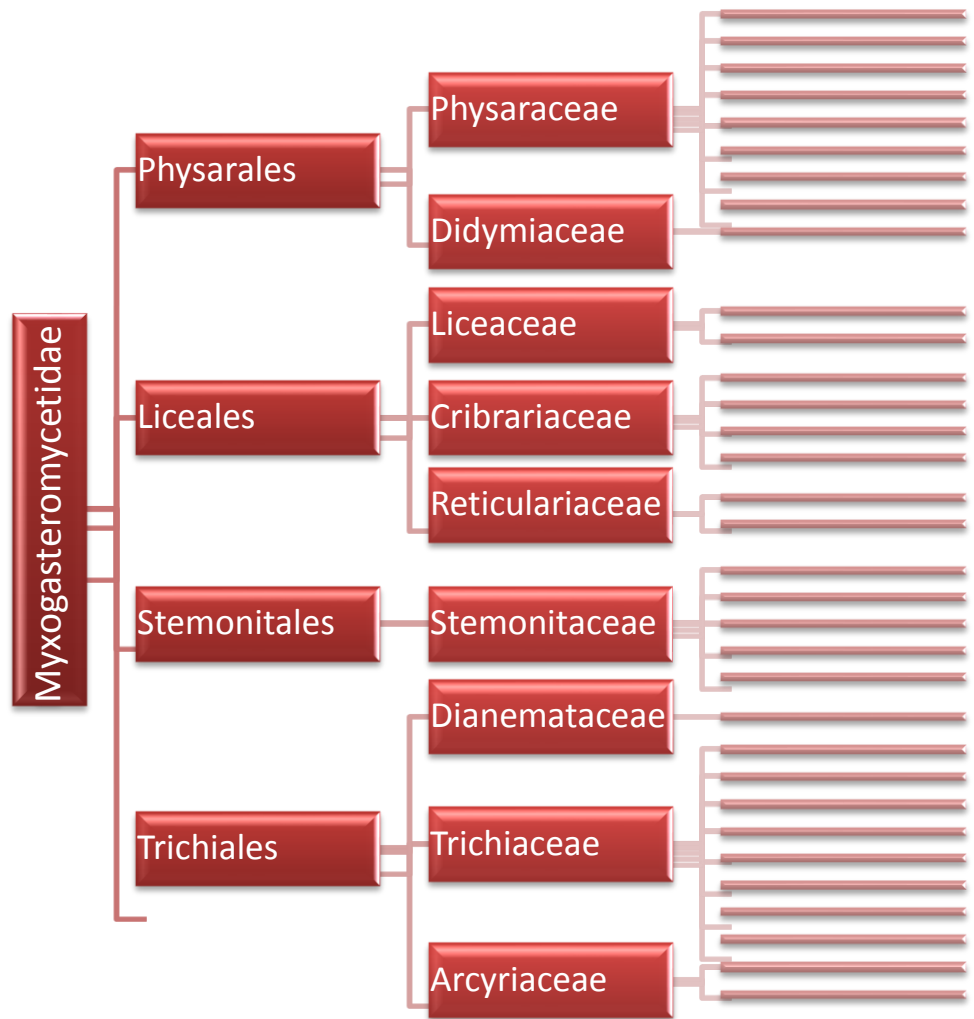 Myxogasteromycetidae
Physarales
Physaraceae
Didymiaceae
Liceales
Liceaceae
Cribrariaceae
Reticulariaceae
Stemonitales
Stemonitaceae
Trichiales
Dianemataceae
Trichiaceae
Arcyriaceae